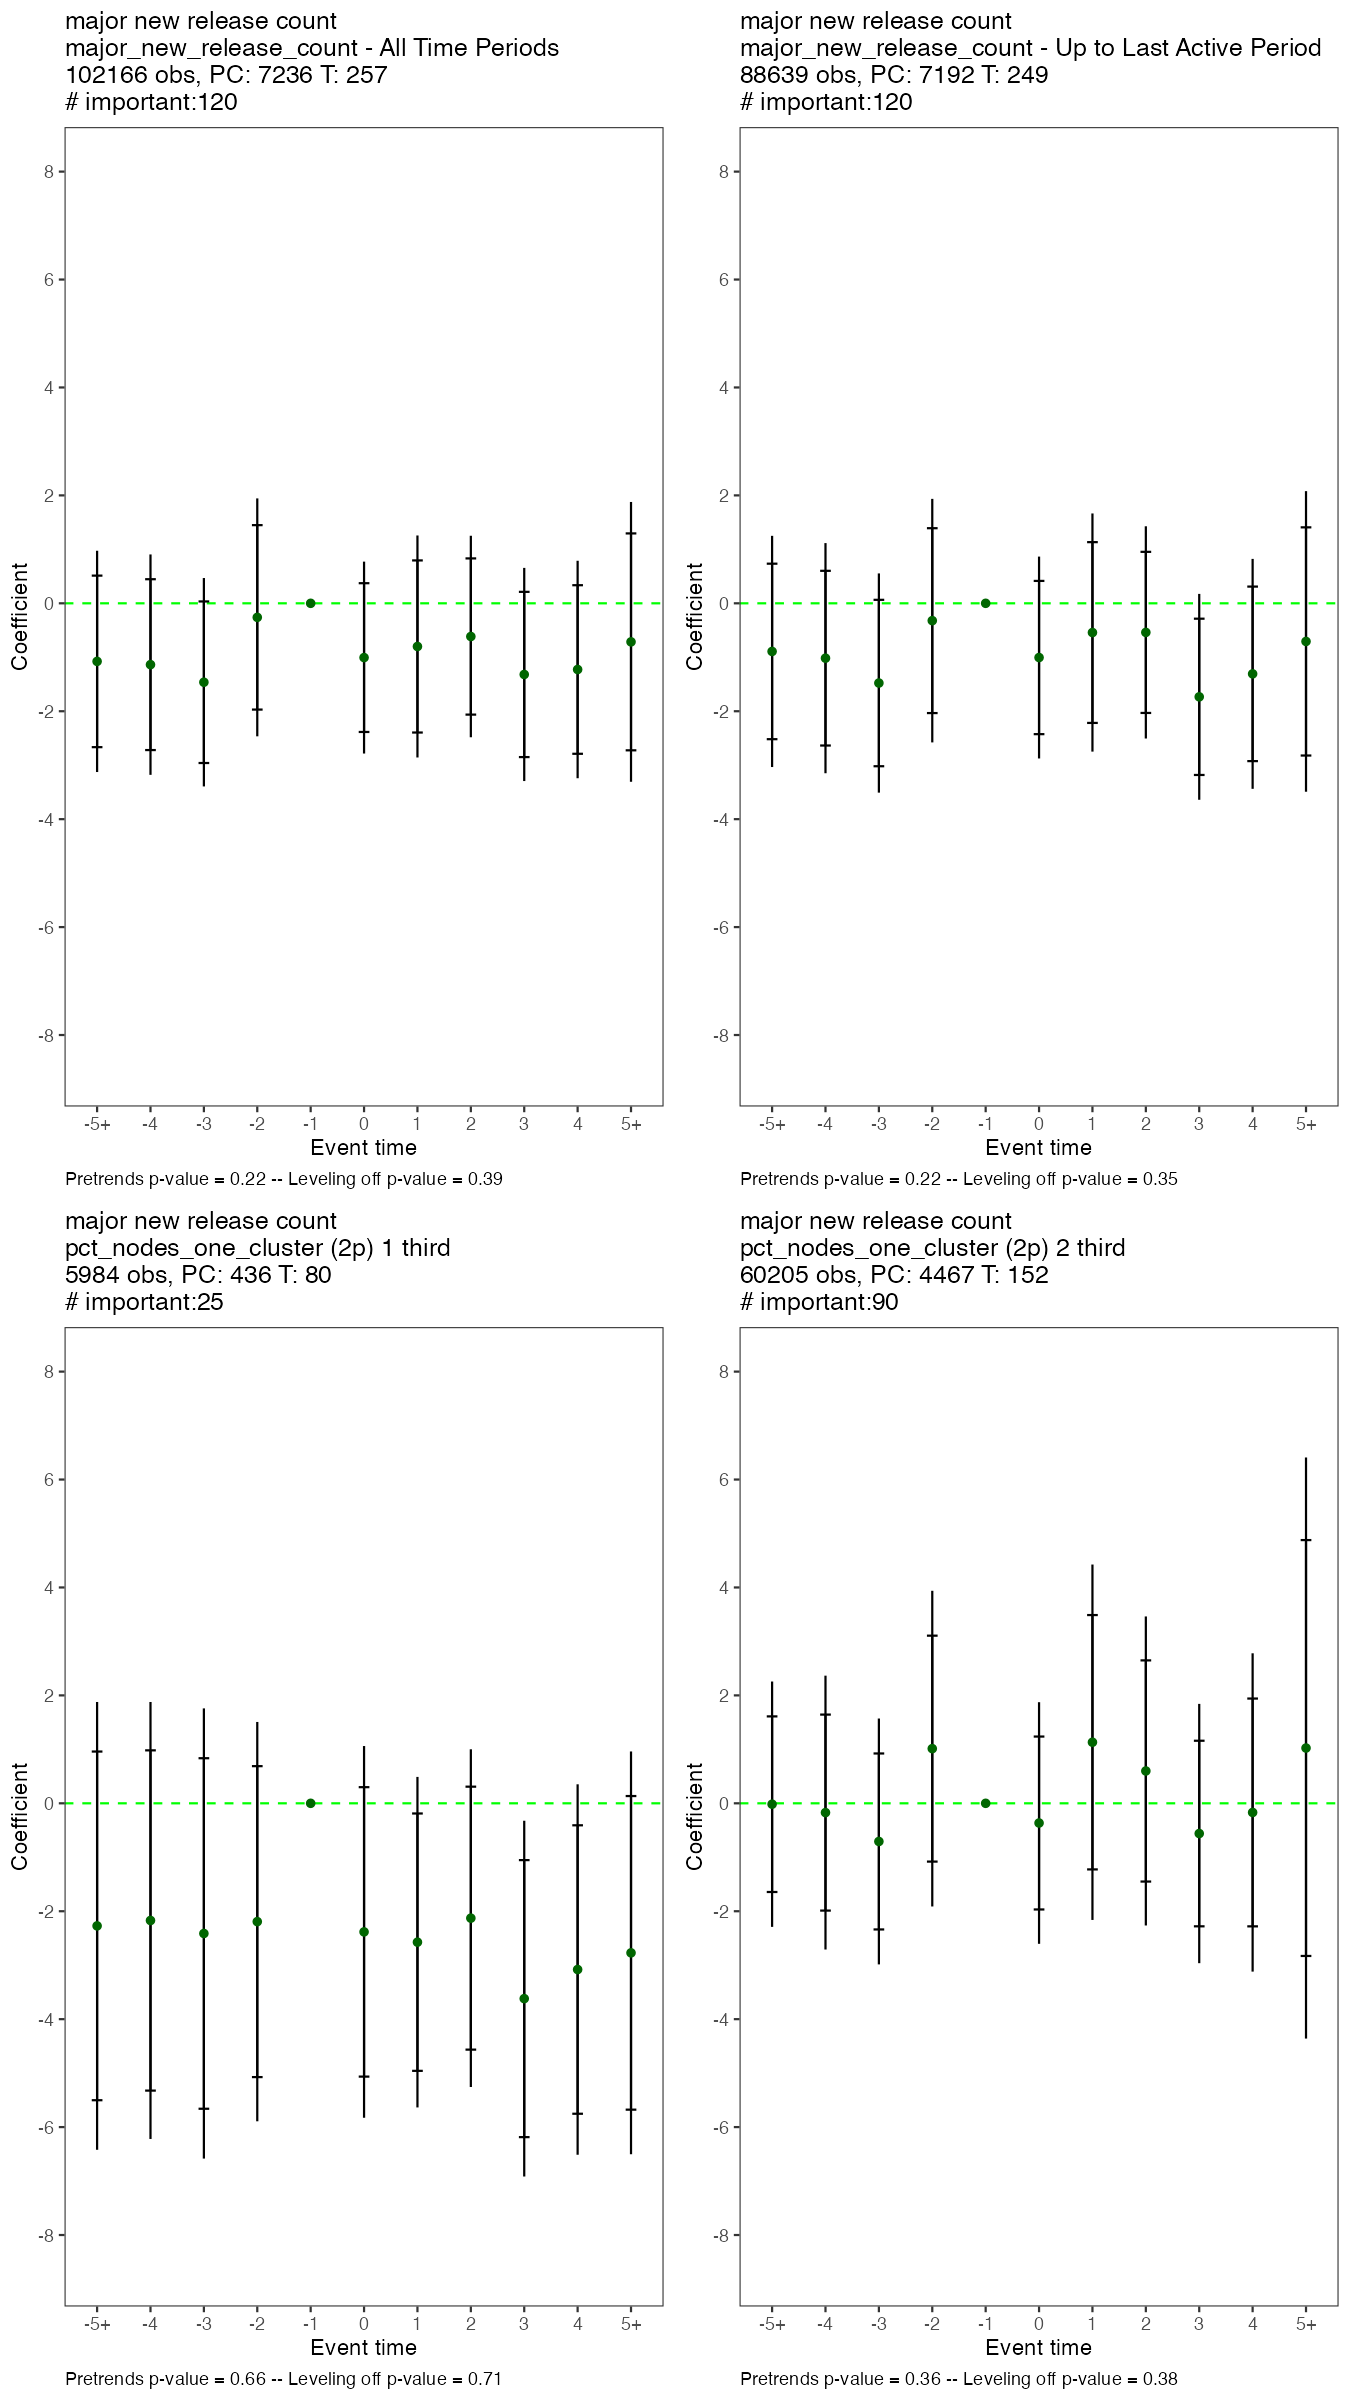 major new release count
major_new_release_count - All Time Periods
102166 obs, PC: 7236 T: 257
# important:120
8
6
4
2
0
-2
-4
-6
-8
Coefficient
-5+ -4 -3 -2 -1 0 1 2 3 4 5+
Event time
Pretrends p-value = 0.22 -- Leveling off p-value = 0.39
major new release count
major_new_release_count - Up to Last Active Period
88639 obs, PC: 7192 T: 249
# important:120
8
6
4
2
0
-2
-4
-6
-8
Coefficient
-5+ -4 -3 -2 -1 0 1 2 3 4 5+
Event time
Pretrends p-value = 0.22 -- Leveling off p-value = 0.35
major new release count
pct_nodes_one_cluster (2p) 1 third
5984 obs, PC: 436 T: 80
# important:25
8
6
4
2
0
-2
-4
-6
-8
Coefficient
-5+ -4 -3 -2 -1 0 1 2 3 4 5+
Event time
Pretrends p-value = 0.66 -- Leveling off p-value = 0.71
major new release count
pct_nodes_one_cluster (2p) 2 third
60205 obs, PC: 4467 T: 152
# important:90
8
6
4
2
0
-2
-4
-6
-8
Coefficient
-5+ -4 -3 -2 -1 0 1 2 3 4 5+
Event time
Pretrends p-value = 0.36 -- Leveling off p-value = 0.38